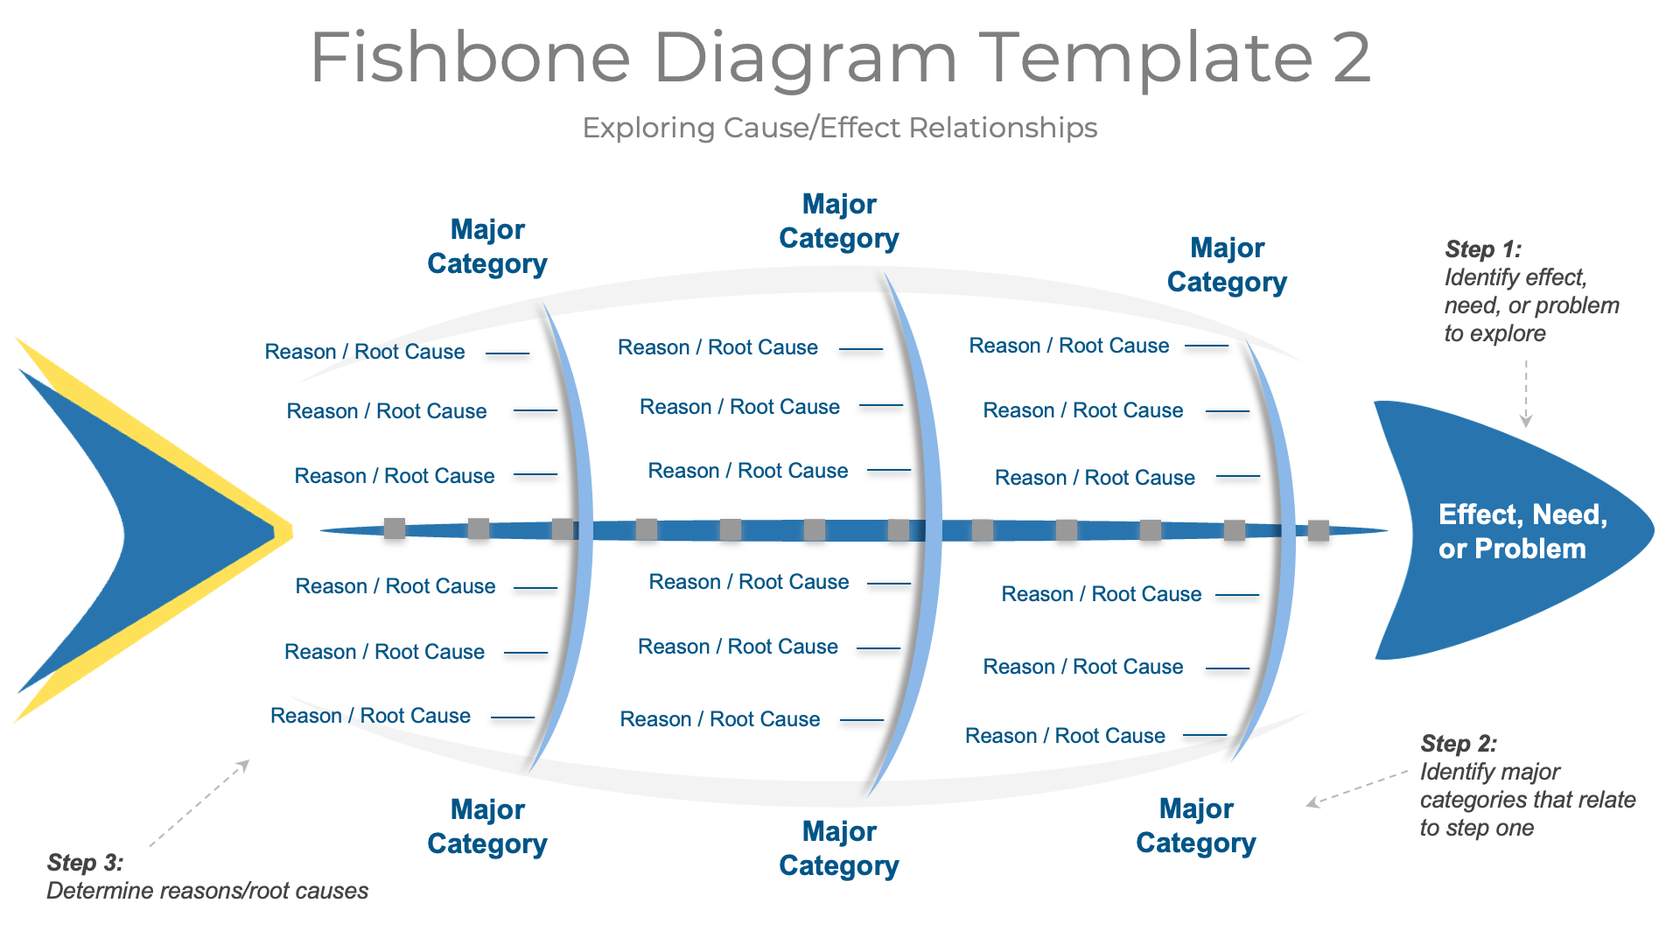 Fishbone Diagram Template 2
Exploring Cause/Effect Relationships
Major
Category
Major
Category
Major
Category
Step 1:
Identify effect,
need, or problem
to explore
Reason / Root Cause
Reason / Root Cause
Reason / Root Cause
Reason / Root Cause
Reason / Root Cause
Reason / Root Cause
Reason / Root Cause
Reason / Root Cause
Reason / Root Cause
Effect, Need,
or Problem
Reason / Root Cause
Reason / Root Cause
Reason / Root Cause
Reason / Root Cause
Reason / Root Cause
Reason / Root Cause
Reason / Root Cause
Reason / Root Cause
Reason / Root Cause
Major
Category
Major
Category
Major
Category
Step 2:
Identify major
categories that relate
to step one
Step 3:
Determine reasons/root causes